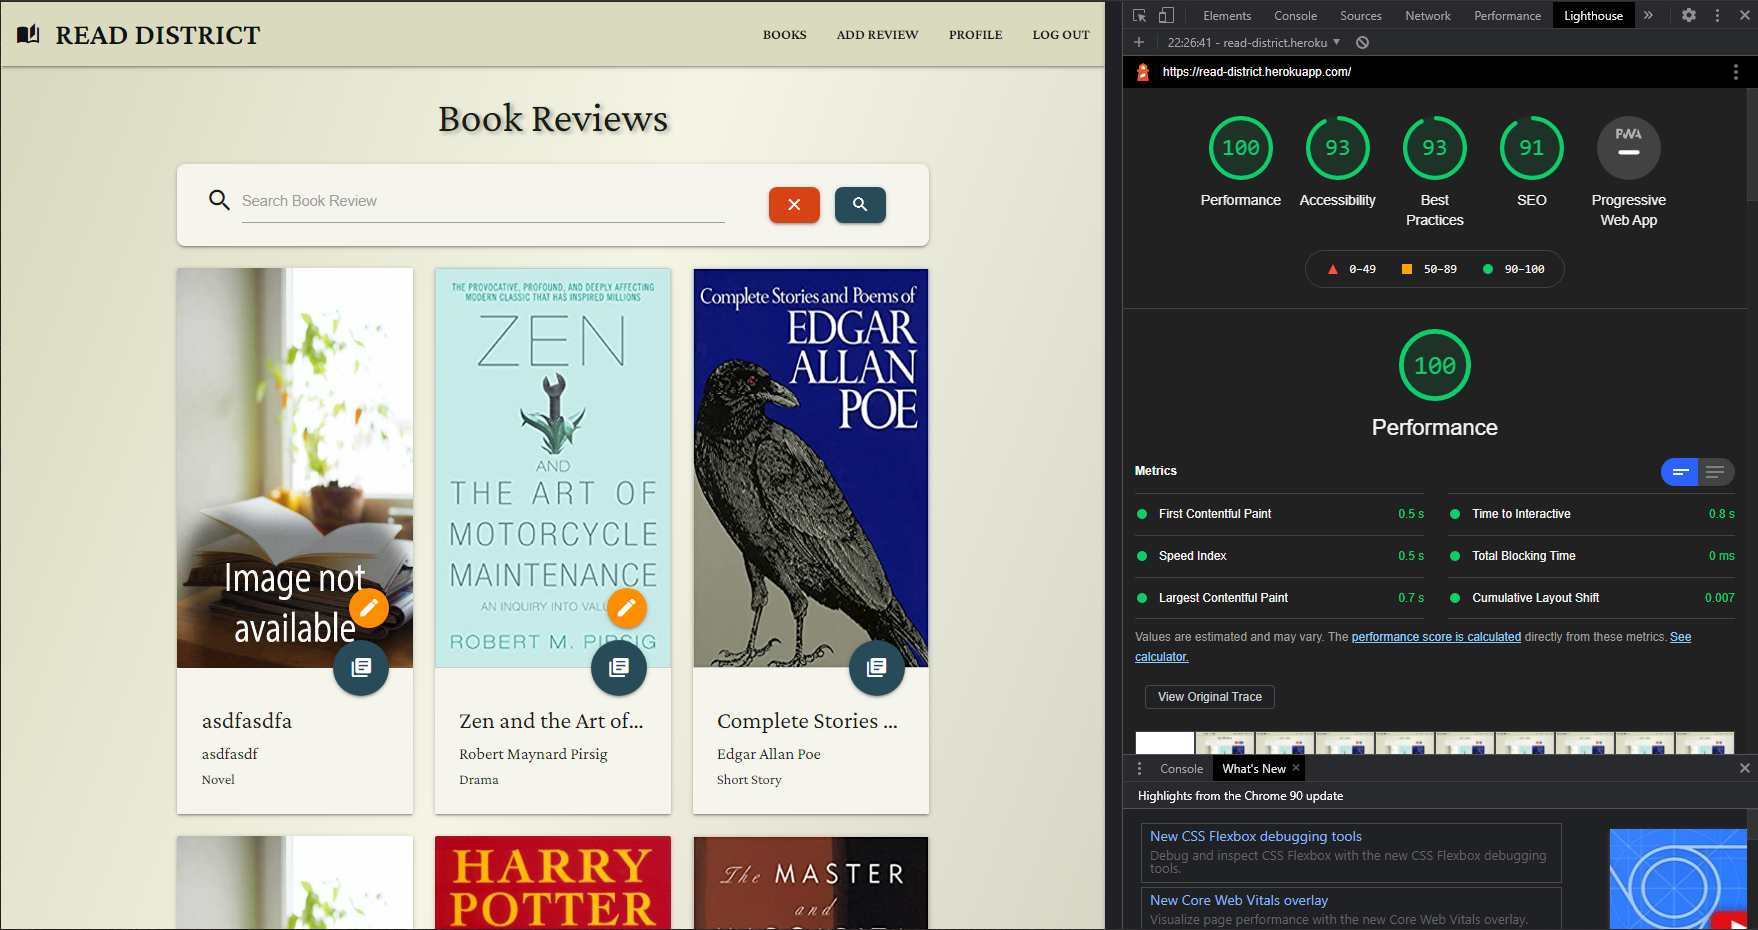 READ DISTRICT
BOOKS ADD REVIEW PROFILE LOG OUT
Book Reviews
Search Book Review
Image not
available
asdfasdfa
asdfasdf
Novel
THE PROVOCATIVE, PROFOUND, AND DEEPLY AFFECTING
MODERN CLASSIC THAT HAS INSPIRED MILLIONS
ZEN
AND
THE ART OF
MOTORCYCLE
MAINTENANCE
AN INQUIRY INTO
ROBERT M. PIRSIG
Zen and the Art of...
Robert Maynard Pirsig
Drama
Complete Stories and Poems of
EDGAR
ALLAN
POE
Complete Stories ...
Edgar Allan Poe
Short Story
HARRY
POTTER
The MASTER
and
Elements Console Sources Network Performance Lighthouse
22:26:41 - read-district.heroku
https://read-district.herokuapp.com/
100 93 93 91 PWA
Performance Accessibility Best Practices SEO Progressive Web App
0–49 50–89 90–100
100
Performance
Metrics
First Contentful Paint 0.5 s
Time to Interactive 0.8 s
Speed Index 0.5 s
Total Blocking Time 0 ms
Largest Contentful Paint 0.7 s
Cumulative Layout Shift 0.007
Values are estimated and may vary. The performance score is calculated directly from these metrics. See
calculator.
View Original Trace
Console What's New
Highlights from the Chrome 90 update
New CSS Flexbox debugging tools
Debug and inspect CSS Flexbox with the new CSS Flexbox debugging
tools.
New Core Web Vitals overlay
Visualize page performance with the new Core Web Vitals overlay.